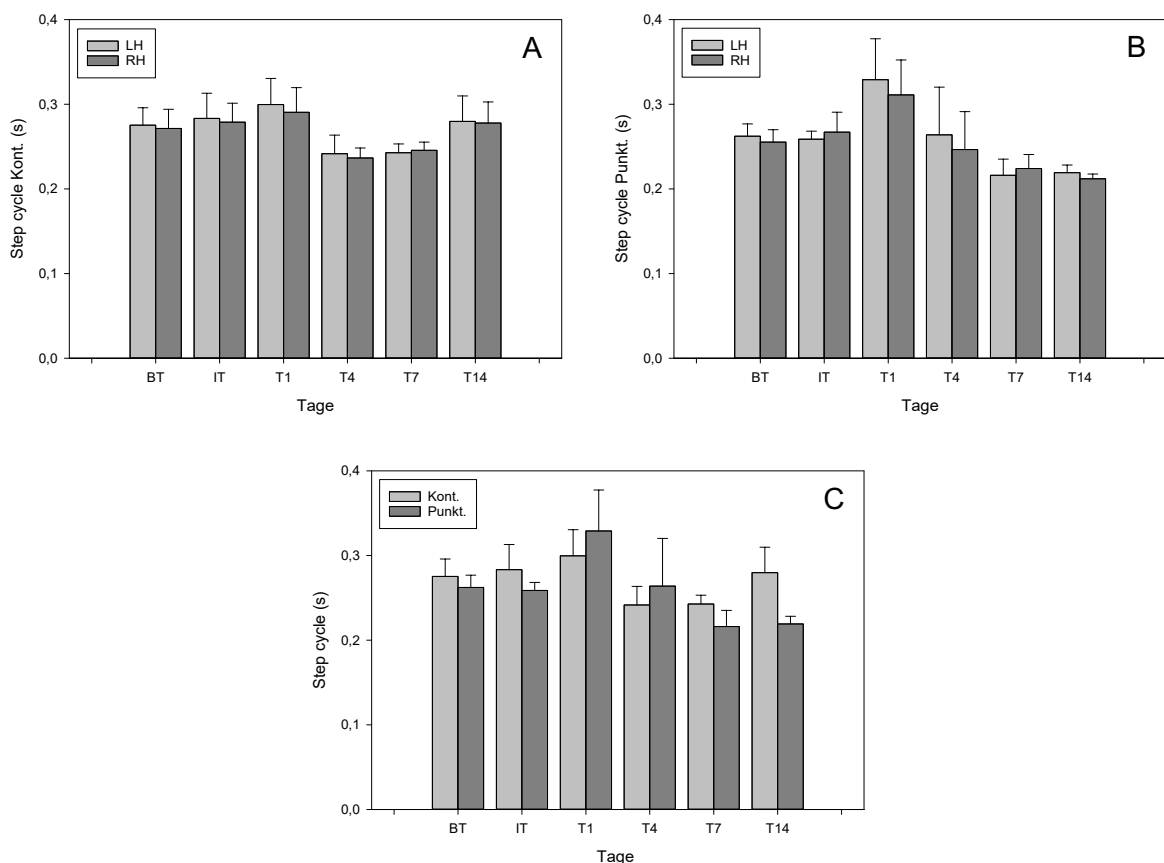 A
LH
RH
Step cycle Kont. (s)
0,4
0,3
0,2
0,1
0,0
BT IT T1 T4 T7 T14
Tage
B
LH
RH
Step cycle Punkt. (s)
0,4
0,3
0,2
0,1
0,0
BT IT T1 T4 T7 T14
Tage
C
Kont.
Punkt.
Step cycle (s)
0,4
0,3
0,2
0,1
0,0
BT IT T1 T4 T7 T14
Tage